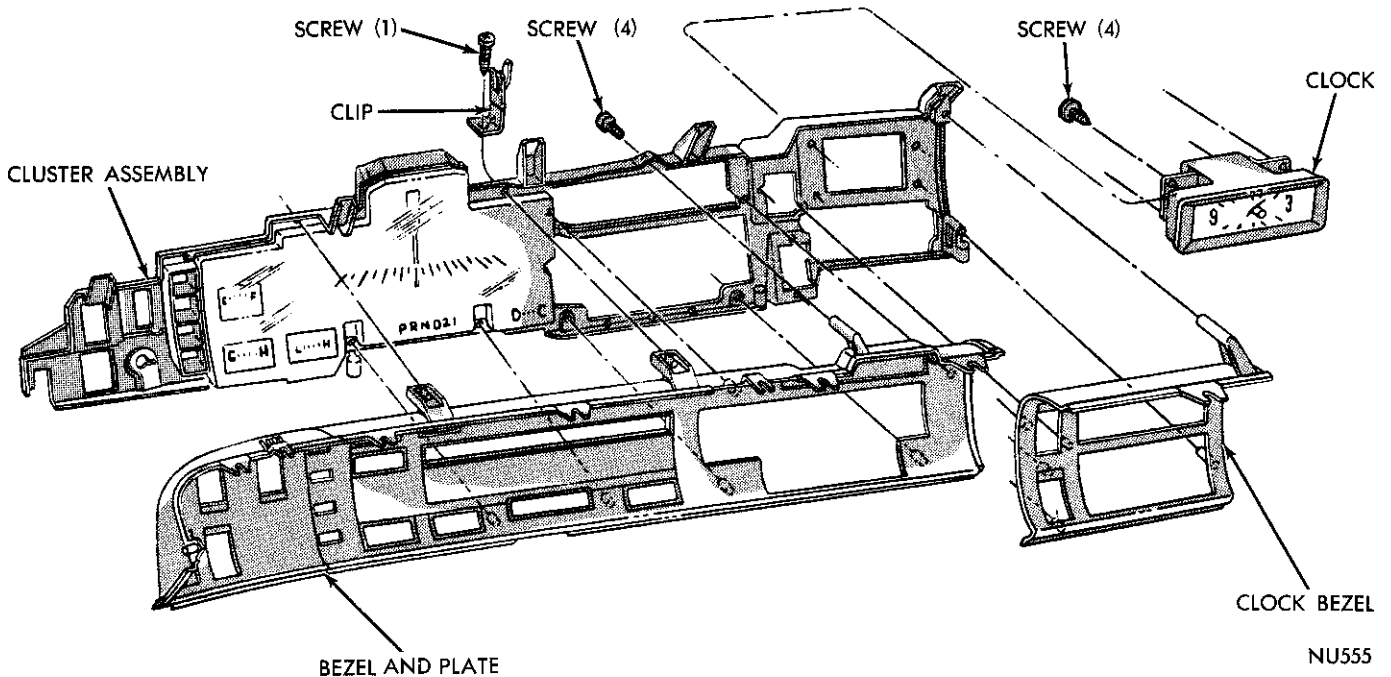 SCREW (1)
SCREW (4)
SCREW (4)
CLOCK
CLIP
CLUSTER ASSEMBLY
9
3
PRND21
D
C
C
H
C
H
CLOCK BEZEL
BEZEL AND PLATE
NU555